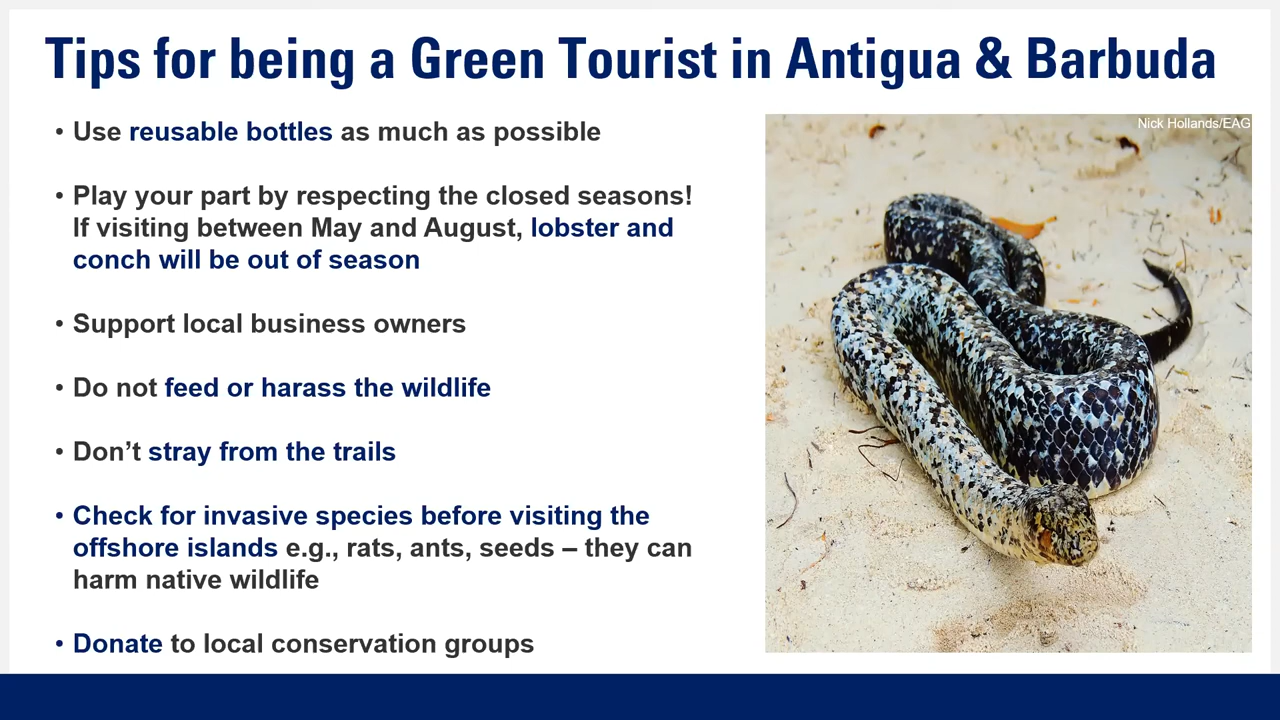 Tips for being a Green Tourist in Antigua & Barbuda
• Use reusable bottles as much as possible
• Play your part by respecting the closed seasons!
If visiting between May and August, lobster and
conch will be out of season
• Support local business owners
• Do not feed or harass the wildlife
• Don’t stray from the trails
• Check for invasive species before visiting the
offshore islands e.g., rats, ants, seeds – they can
harm native wildlife
• Donate to local conservation groups
Nick Hollands/EAG